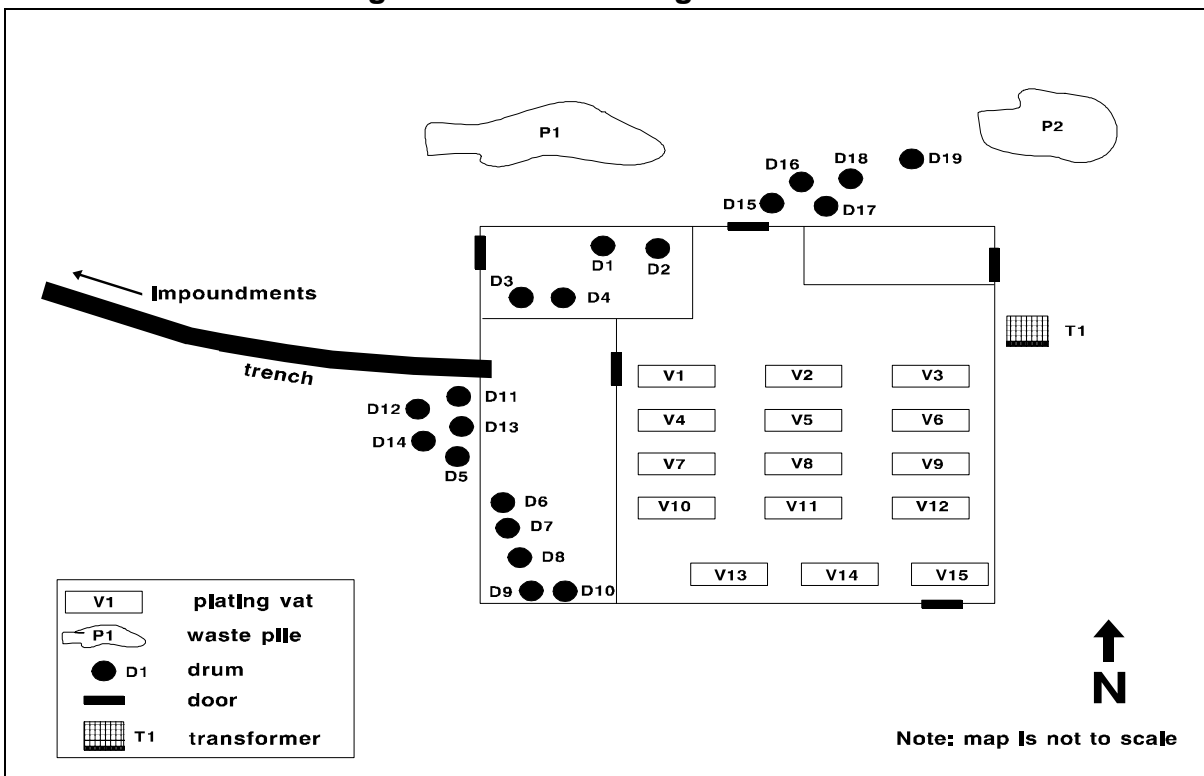 P1
P2
D16
D18
D19
D15
D17
D1
D2
D3
D4
Impoundments
T1
trench
V1
V2
V3
D11
D12
V4
V5
V6
D13
D14
D5
V7
V8
V9
D6
V10
V11
V12
D7
D8
V13
V14
V15
D9
D10
V1 plating vat
P1 waste pile
D1 drum
door
T1 transformer
N
Note: map is not to scale